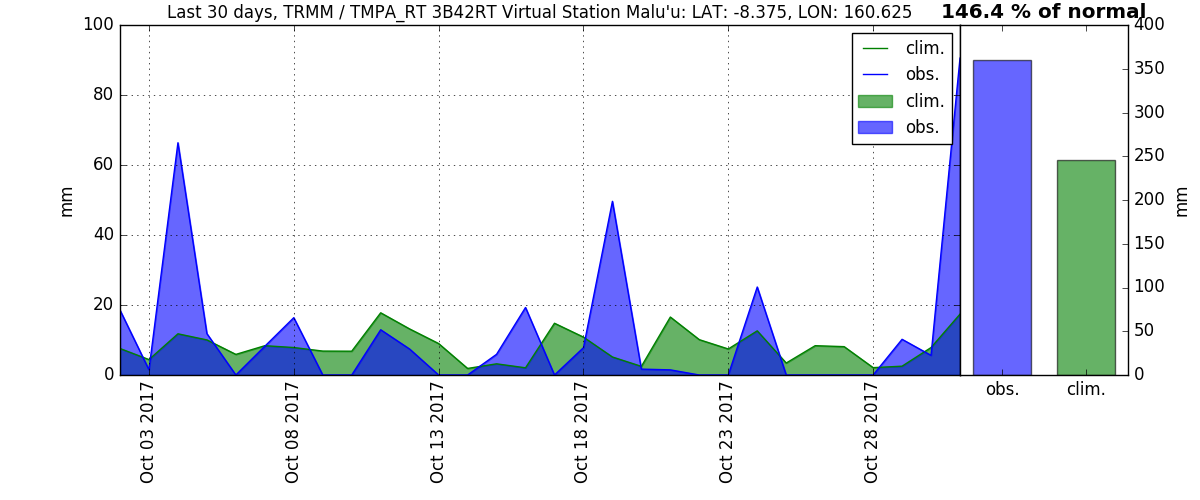 Last 30 days, TRMM / TMPA_RT 3B42RT Virtual Station Malu'u: LAT: -8.375, LON: 160.625
146.4 % of normal
100
80
60
40
20
0
mm
clim.
obs.
clim.
obs.
Oct 03 2017
Oct 08 2017
Oct 13 2017
Oct 18 2017
Oct 23 2017
Oct 28 2017
400
350
300
250
200
150
100
50
0
mm
obs.
clim.